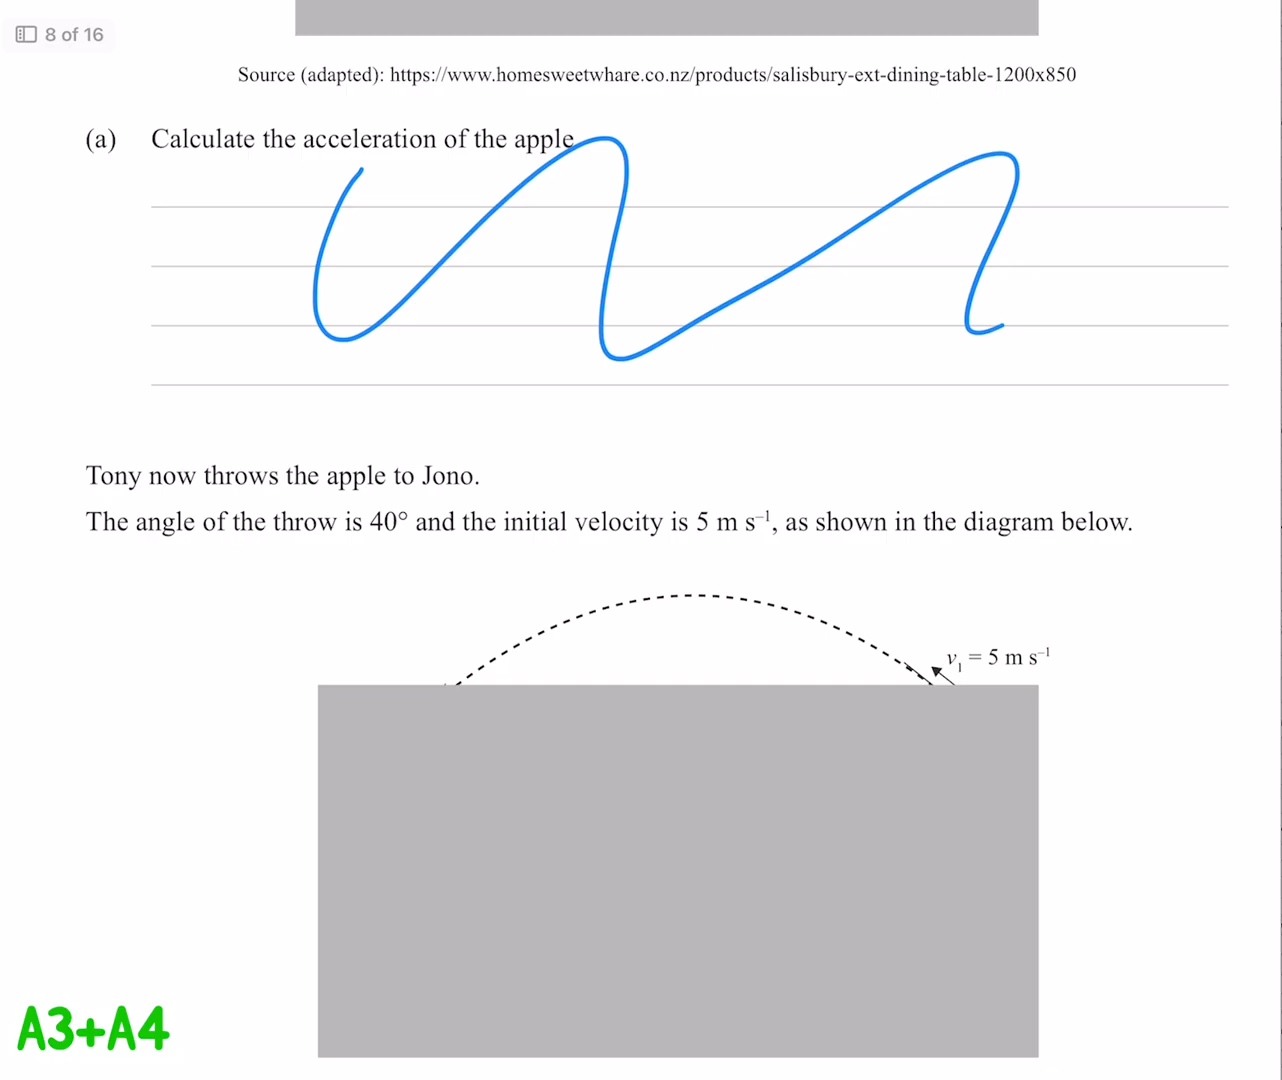 8 of 16
Source (adapted): https://www.homesweetwhare.co.nz/products/salisbury-ext-dining-table-1200x850
(a) Calculate the acceleration of the apple
Tony now throws the apple to Jono.
The angle of the throw is 40° and the initial velocity is 5 m s⁻¹, as shown in the diagram below.
v₁ = 5 m s⁻¹
A3+A4